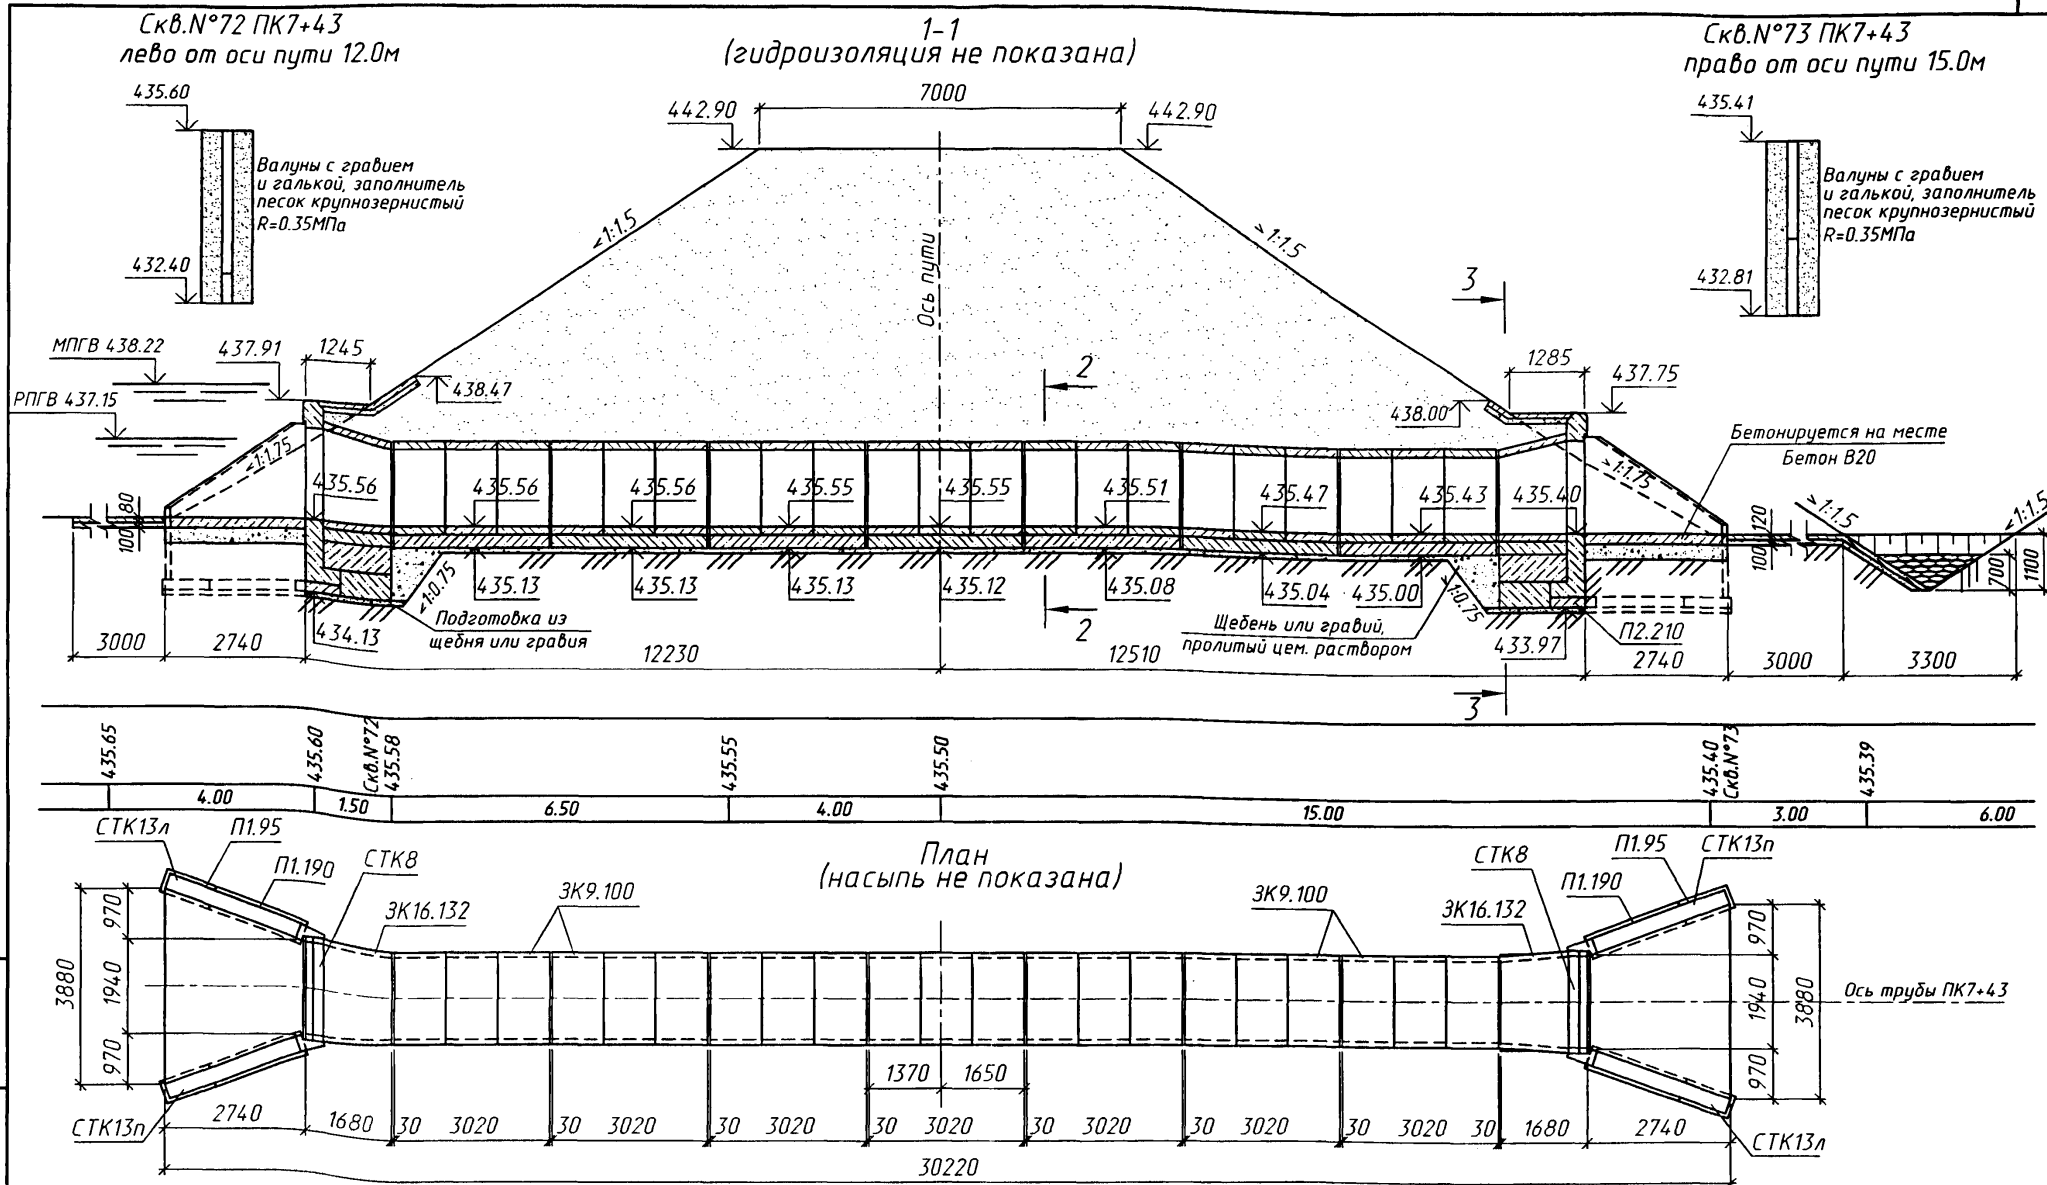 Скв.N°72 ПК7+43
лево от оси пути 12.0м
1-1
(гидроизоляция не показана)
Скв.N°73 ПК7+43
право от оси пути 15.0м
435.60
Валуны с гравием
и галькой, заполнитель
песок крупнозернистый
R=0.35МПа
432.40
7000
442.90
442.90
435.41
Валуны с гравием
и галькой, заполнитель
песок крупнозернистый
R=0.35МПа
432.81
<1:1.5
Ось пути
>1:1.5
3
МПГВ 438.22
437.91
1245
438.47
2
1285
437.75
РПГВ 437.15
438.00
<1:1.75
>1:1.75
Бетонируется на месте
Бетон В20
435.56
435.56
435.56
435.55
435.55
435.51
435.47
435.43
435.40
>1:1.5
<1:1.5
80
100
120
100
700
1100
435.13
435.13
435.13
435.12
435.08
435.04
435.00
<1:0.75
>1:0.75
Подготовка из
щебня или гравия
2
Щебень или гравий,
пролитый цем. раствором
434.13
433.97
П2.210
3000
2740
12230
12510
2740
3000
3300
3
435.65
435.60
Скв.N°72
435.58
435.55
435.50
435.40
Скв.N°73
435.39
4.00
1.50
6.50
4.00
15.00
3.00
6.00
План
(насыпь не показана)
СТК13л
П1.95
П1.190
СТК8
ЗК16.132
ЗК9.100
ЗК9.100
ЗК16.132
СТК8
П1.190
П1.95
СТК13п
3880
970
1940
970
970
1940
970
3880
Ось трубы ПК7+43
1370
1650
СТК13п
2740
1680
30
3020
30
3020
30
3020
30
3020
30
3020
30
3020
30
3020
30
1680
2740
СТК13л
30220